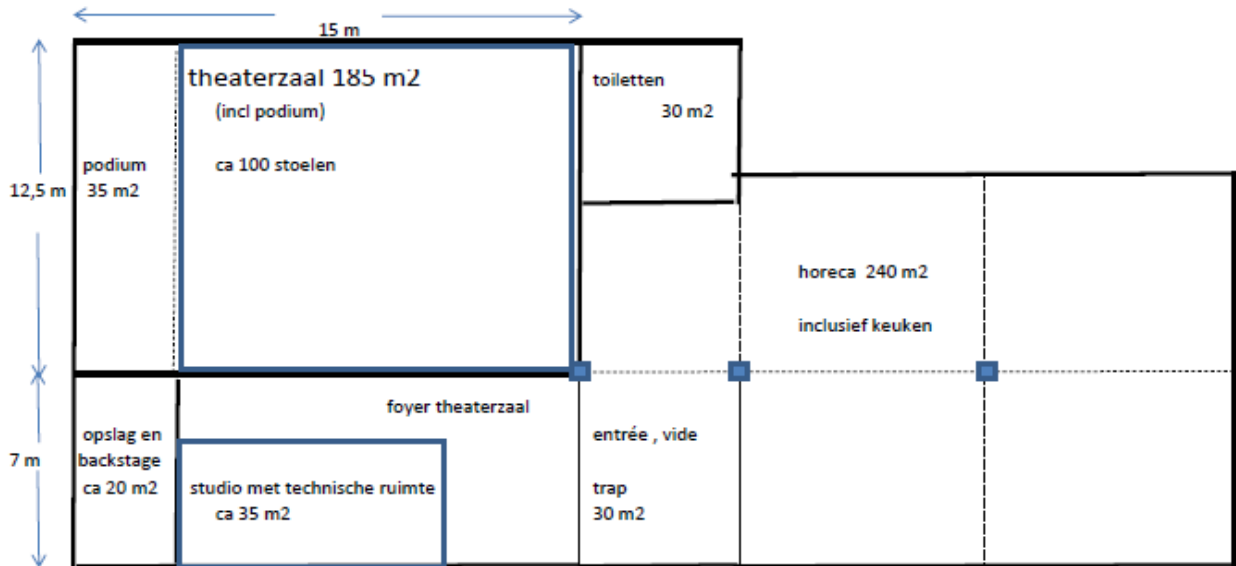 15 m
theaterzaal 185 m2
(incl podium)
ca 100 stoelen
toiletten
30 m2
podium
35 m2
12,5 m
horeca  240 m2
inclusief keuken
foyer theaterzaal
opslag en
backstage
ca 20 m2
7 m
studio met technische ruimte
ca 35 m2
entrée , vide
trap
30 m2